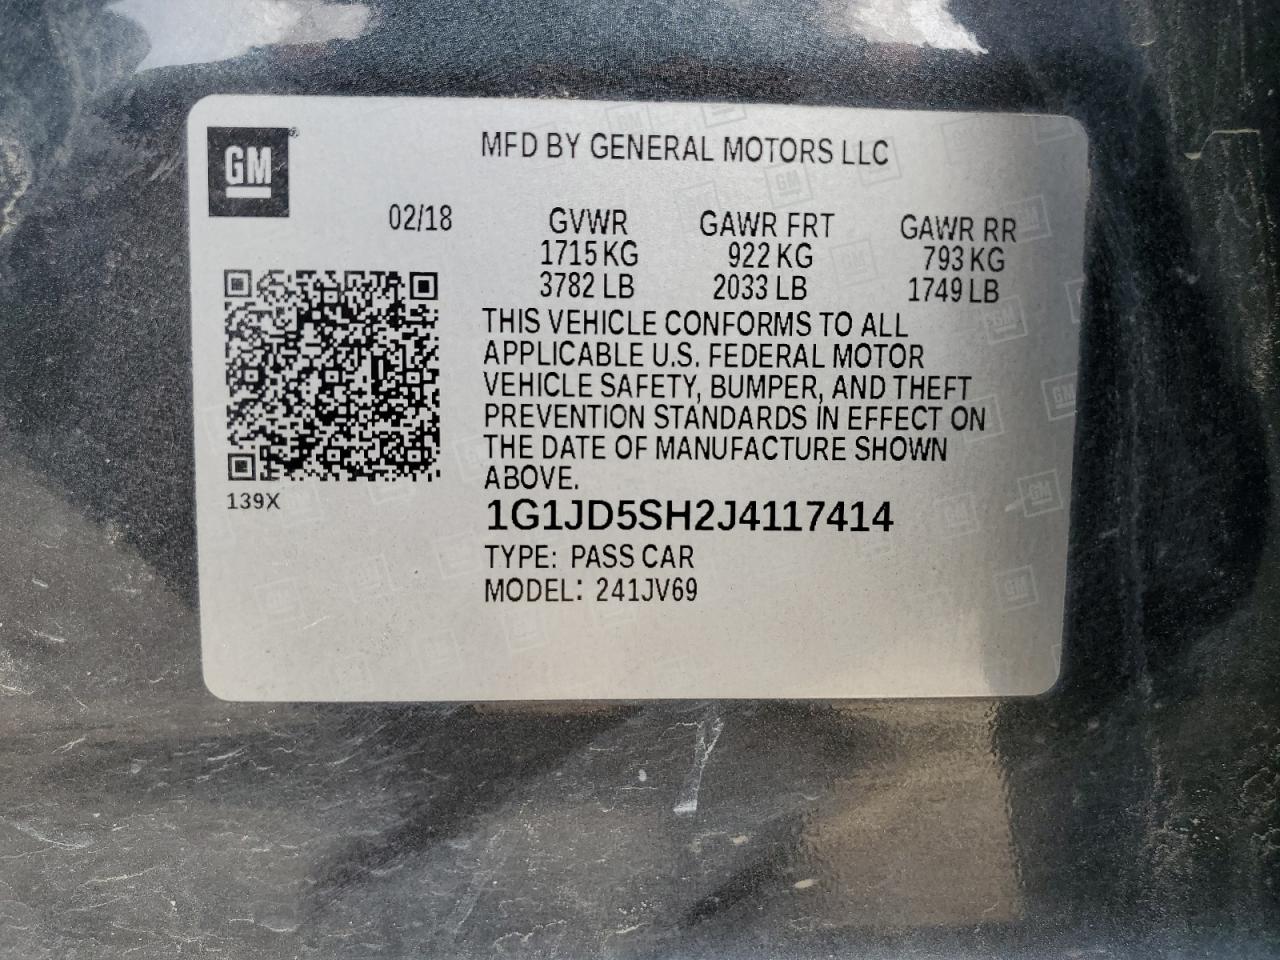 GM
MFD BY GENERAL MOTORS LLC
02/18
GVWR GAWR FRT GAWR RR
1715 KG 922 KG 793 KG
3782 LB 2033 LB 1749 LB
THIS VEHICLE CONFORMS TO ALL
APPLICABLE U.S. FEDERAL MOTOR
VEHICLE SAFETY, BUMPER, AND THEFT
PREVENTION STANDARDS IN EFFECT ON
THE DATE OF MANUFACTURE SHOWN
ABOVE.
139X
1G1JD5SH2J4117414
TYPE: PASS CAR
MODEL: 241JV69